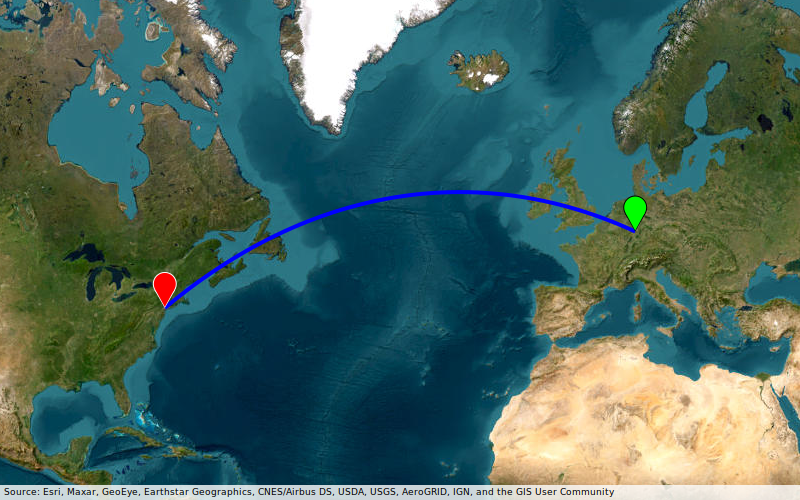 Source: Esri, Maxar, GeoEye, Earthstar Geographics, CNES/Airbus DS, USDA, USGS, AeroGRID, IGN, and the GIS User Community